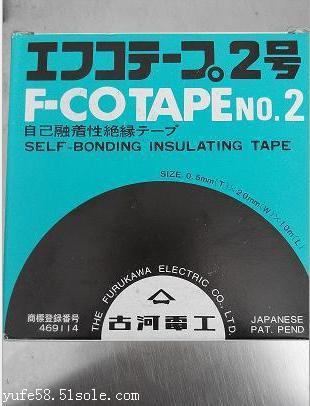 エフコテープ。2号
F-CO TAPE NO.2
自己融着性絶縁テープ
SELF-BONDING INSULATING TAPE
SIZE 0.5mm(T)×20mm(W)×10m(L)
THE FURUKAWA ELECTRIC CO., LTD.
古河電工
商標登録番号
469114
JAPANESE
PAT. PEND
yufe58.51sole.com